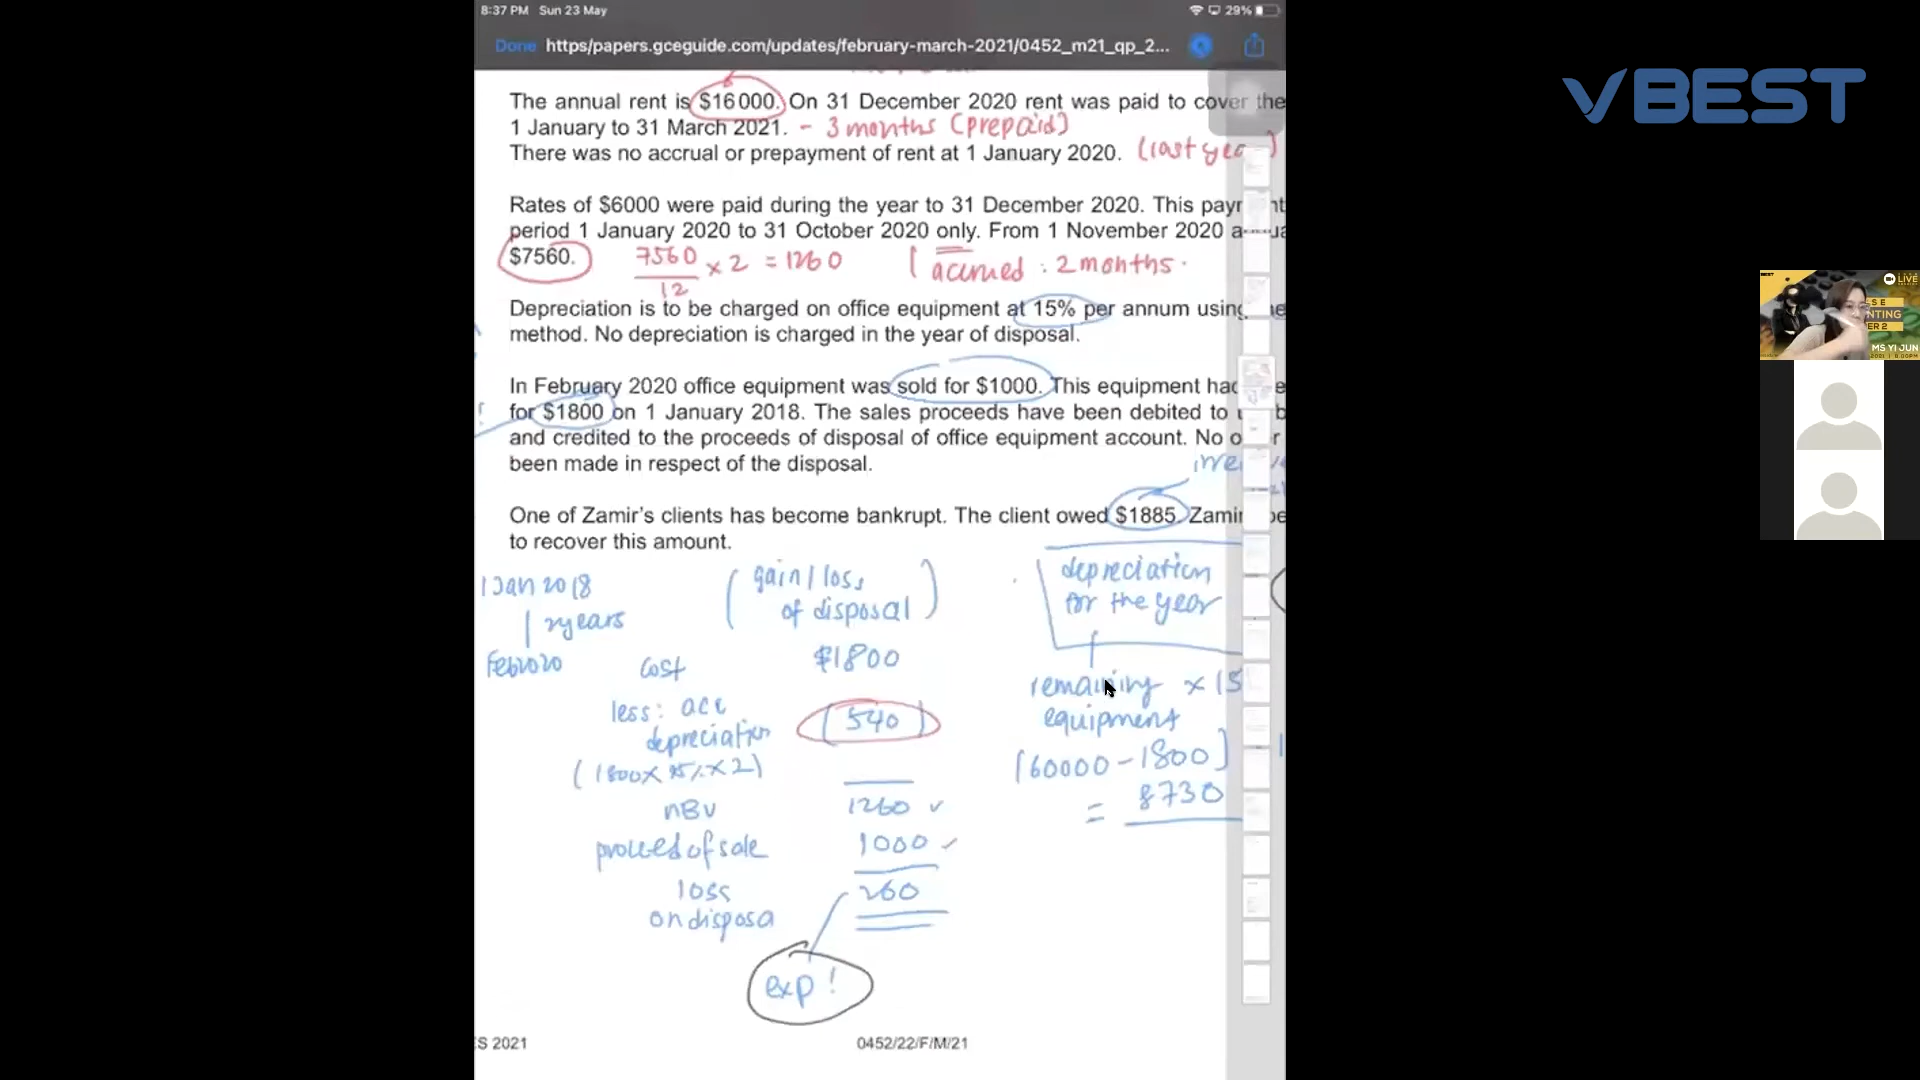 8:37 PM Sun 23 May
29%
Done https/papers.gceguide.com/updates/february-march-2021/0452_m21_qp_2...
VBEST
The annual rent is $16 000. On 31 December 2020 rent was paid to cover the
1 January to 31 March 2021. - 3 months (prepaid)
There was no accrual or prepayment of rent at 1 January 2020. (last
Rates of $6000 were paid during the year to 31 December 2020. This
period 1 January 2020 to 31 October 2020 only. From 1 November 2020
$7560. 7560/12 × 2 = 1260 accrued : 2 months.
Depreciation is to be charged on office equipment at 15% per annum using
method. No depreciation is charged in the year of disposal.
In February 2020 office equipment was sold for $1000. This equipment had
for $1800 on 1 January 2018. The sales proceeds have been debited to
and credited to the proceeds of disposal of office equipment account. No
been made in respect of the disposal.
One of Zamir's clients has become bankrupt. The client owed $1885. Zamir
to recover this amount.
1 Jan 2018
2 years
Feb 2020
(gain/loss
of disposal)
cost $1800
less: acc
depreciation (540)
(1800 × 15% × 2)
nBv 1260
proceed of sale 1000
loss
on disposa 260
exp!
depreciation
for the year
remaining × 15
equipment
(60000 - 1800)
= 8730
S 2021
0452/22/F/M/21
LIVE
NTING
ER 2
MS YI JUN